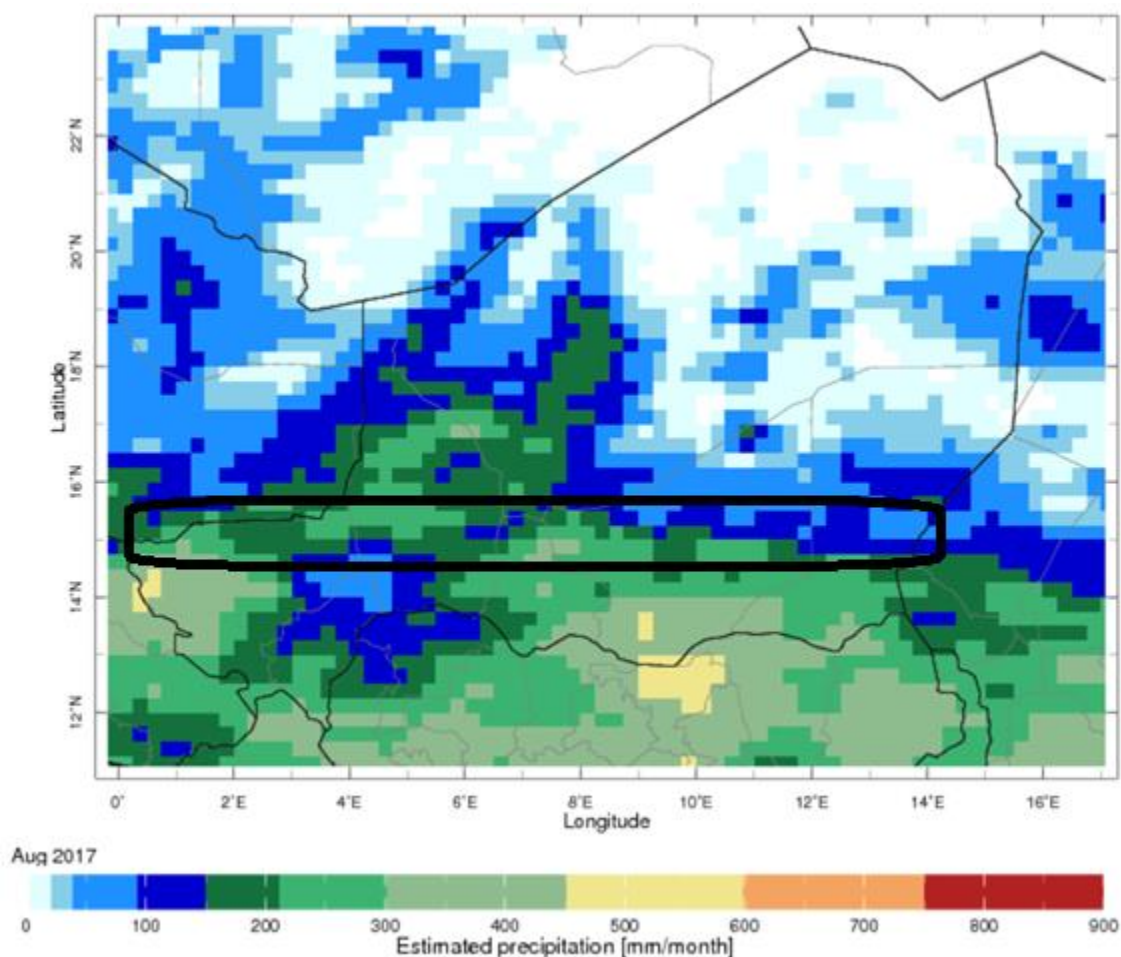 22°N
20°N
18°N
Latitude
16°N
14°N
12°N
0° 2°E 4°E 6°E 8°E 10°E 12°E 14°E 16°E
Longitude
Aug 2017
0 100 200 300 400 500 600 700 800 900
Estimated precipitation [mm/month]